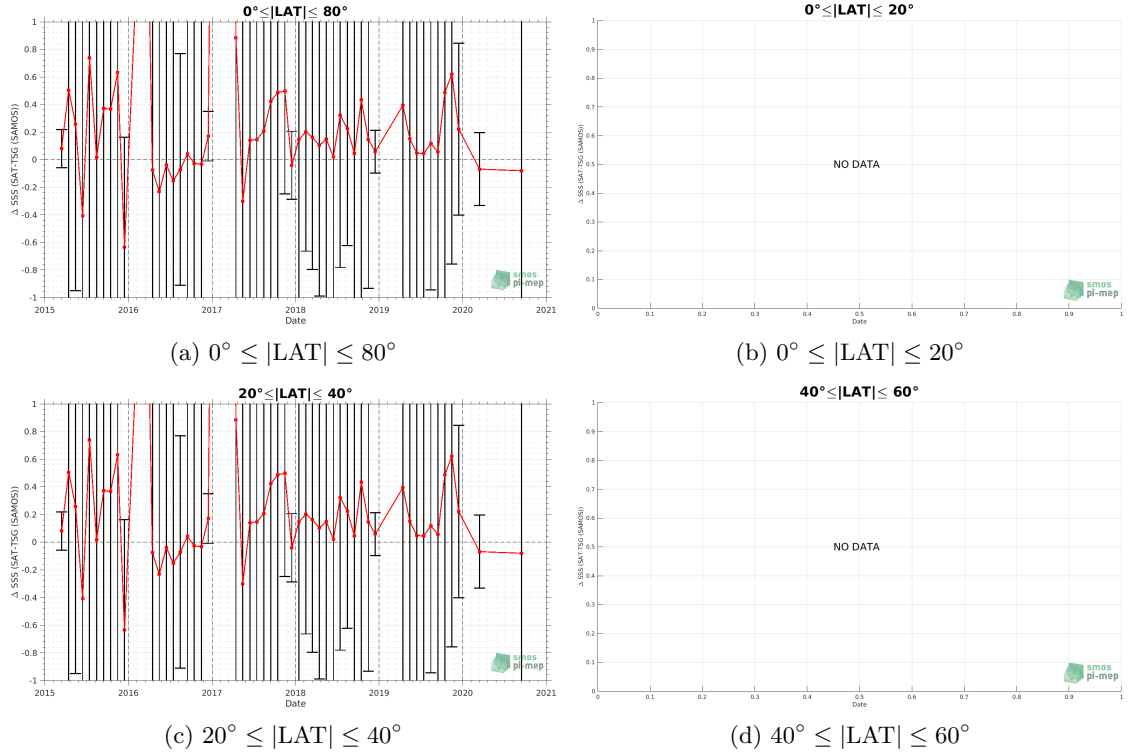 0°≤|LAT|≤ 80°
Δ SSS (SAT-TSG (SAMOS))
1
0.8
0.6
0.4
0.2
0
-0.2
-0.4
-0.6
-0.8
-1
2015 2016 2017 2018 2019 2020 2021
Date
smos
pi-mep
(a) 0° ≤ |LAT| ≤ 80°
0°≤|LAT|≤ 20°
Δ SSS (SAT-TSG (SAMOS))
1
0.9
0.8
0.7
0.6
0.5
0.4
0.3
0.2
0.1
0
NO DATA
0 0.1 0.2 0.3 0.4 0.5 0.6 0.7 0.8 0.9 1
Date
smos
pi-mep
(b) 0° ≤ |LAT| ≤ 20°
20°≤|LAT|≤ 40°
Δ SSS (SAT-TSG (SAMOS))
1
0.8
0.6
0.4
0.2
0
-0.2
-0.4
-0.6
-0.8
-1
2015 2016 2017 2018 2019 2020 2021
Date
smos
pi-mep
(c) 20° ≤ |LAT| ≤ 40°
40°≤|LAT|≤ 60°
Δ SSS (SAT-TSG (SAMOS))
1
0.9
0.8
0.7
0.6
0.5
0.4
0.3
0.2
0.1
0
NO DATA
0 0.1 0.2 0.3 0.4 0.5 0.6 0.7 0.8 0.9 1
Date
smos
pi-mep
(d) 40° ≤ |LAT| ≤ 60°